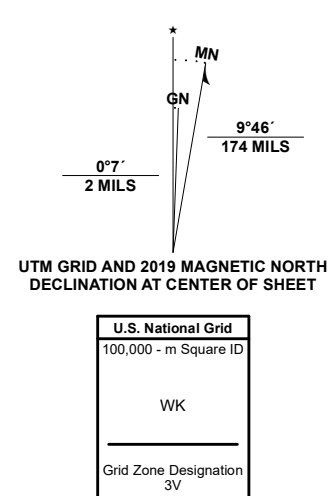 ★
MN
GN
9°46´
174 MILS
0°7´
2 MILS
UTM GRID AND 2019 MAGNETIC NORTH
DECLINATION AT CENTER OF SHEET
U.S. National Grid
100,000 - m Square ID
WK
Grid Zone Designation
3V